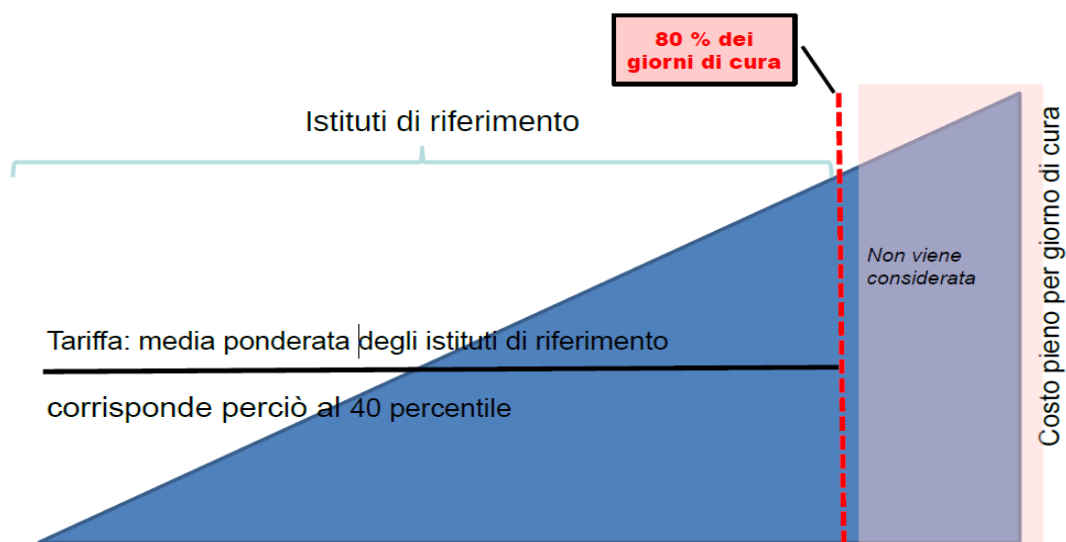 80 % dei
giorni di cura
Istituti di riferimento
Non viene
considerata
Tariffa: media ponderata degli istituti di riferimento
corrisponde perciò al 40 percentile
Costo pieno per giorno di cura